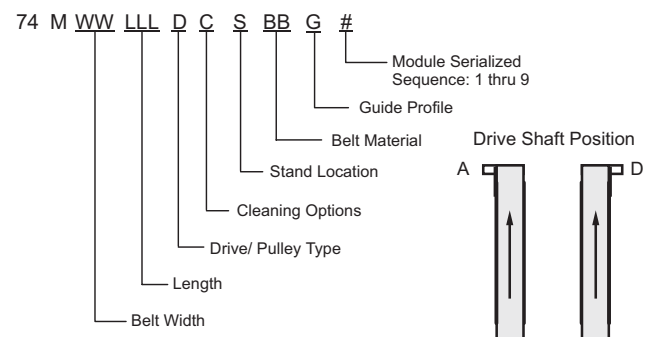 74 M WW LLL D C S BB G #
Module Serialized
Sequence: 1 thru 9
Guide Profile
Belt Material
Stand Location
Cleaning Options
Drive/ Pulley Type
Length
Belt Width
Drive Shaft Position
A D